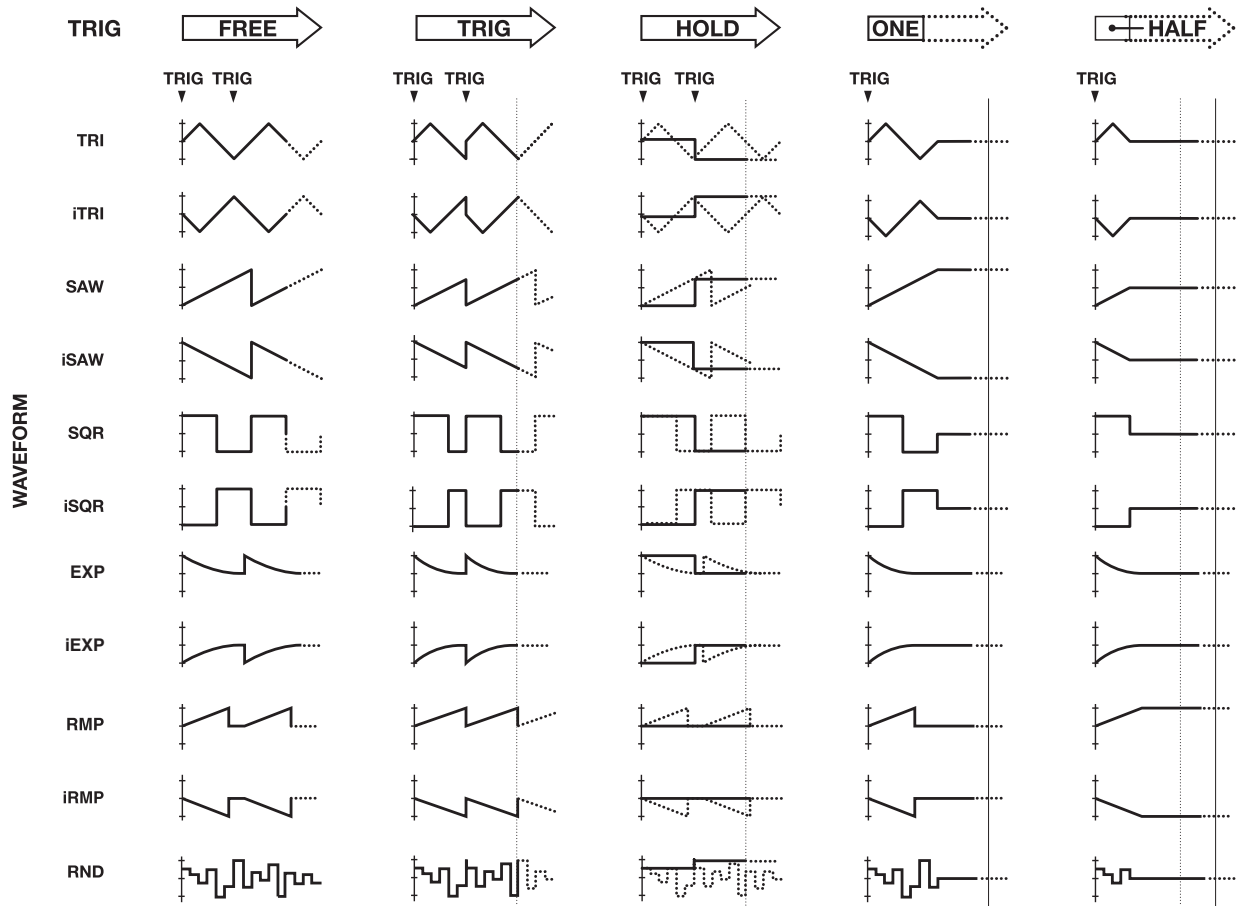 TRIG FREE TRIG HOLD ONE HALF
TRIG TRIG TRIG TRIG TRIG TRIG TRIG TRIG
WAVEFORM
TRI
iTRI
SAW
iSAW
SQR
iSQR
EXP
iEXP
RMP
iRMP
RND